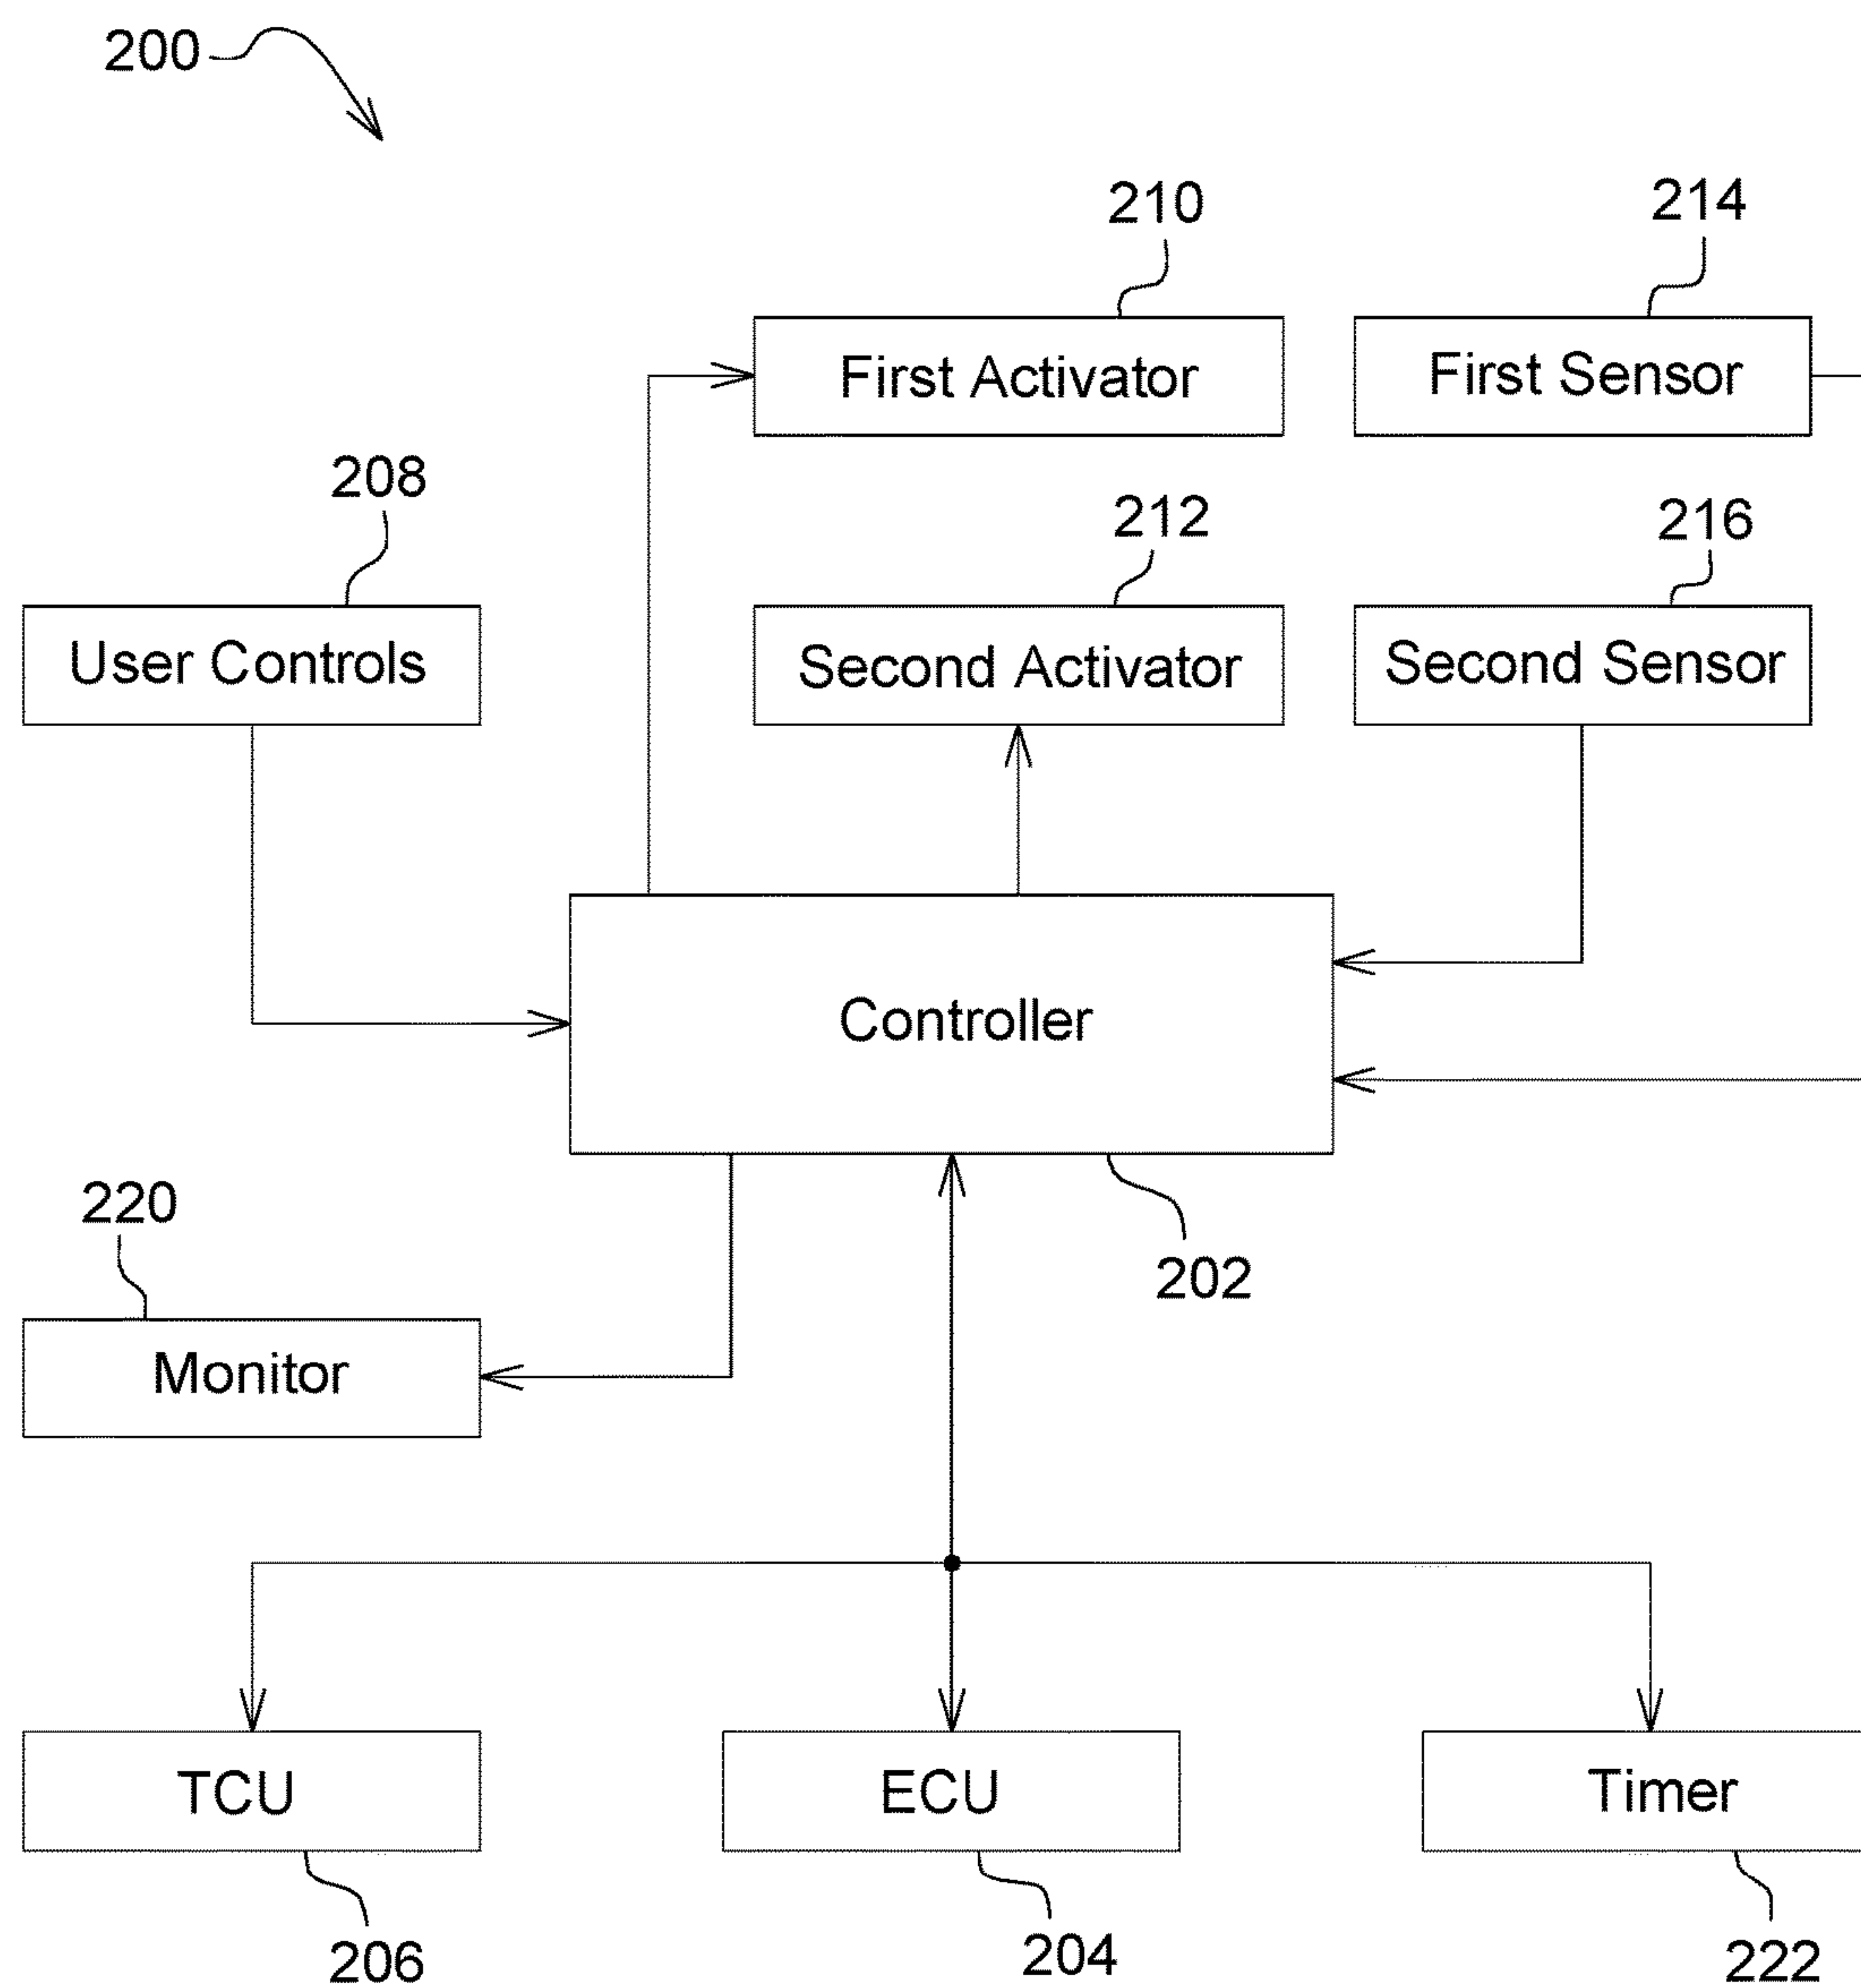 200
210
214
First Activator
First Sensor
208
212
216
User Controls
Second Activator
Second Sensor
Controller
220
202
Monitor
TCU
ECU
Timer
206
204
222